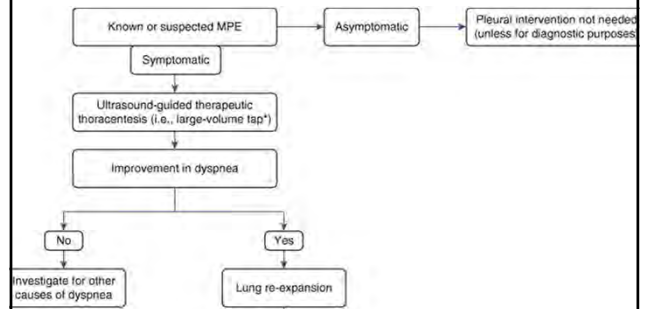 Known or suspected MPE
Asymptomatic
Pleural intervention not needed
(unless for diagnostic purposes)
Symptomatic
Ultrasound-guided therapeutic
thoracentesis (i.e., large-volume tap*)
Improvement in dyspnea
No
Yes
Investigate for other
causes of dyspnea
Lung re-expansion